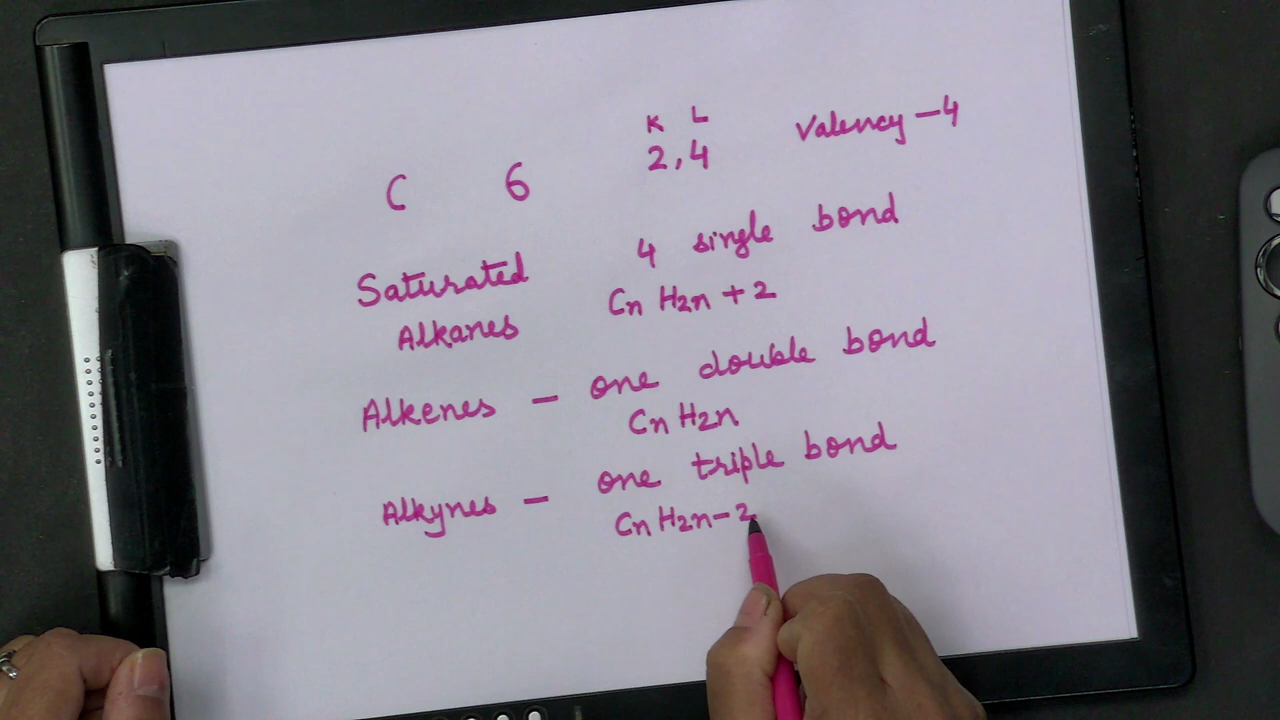 K L
C 6 2,4 Valency-4
Saturated 4 single bond
Alkanes CnH2n+2
Alkenes - one double bond
CnH2n
Alkynes - one triple bond
CnH2n-2